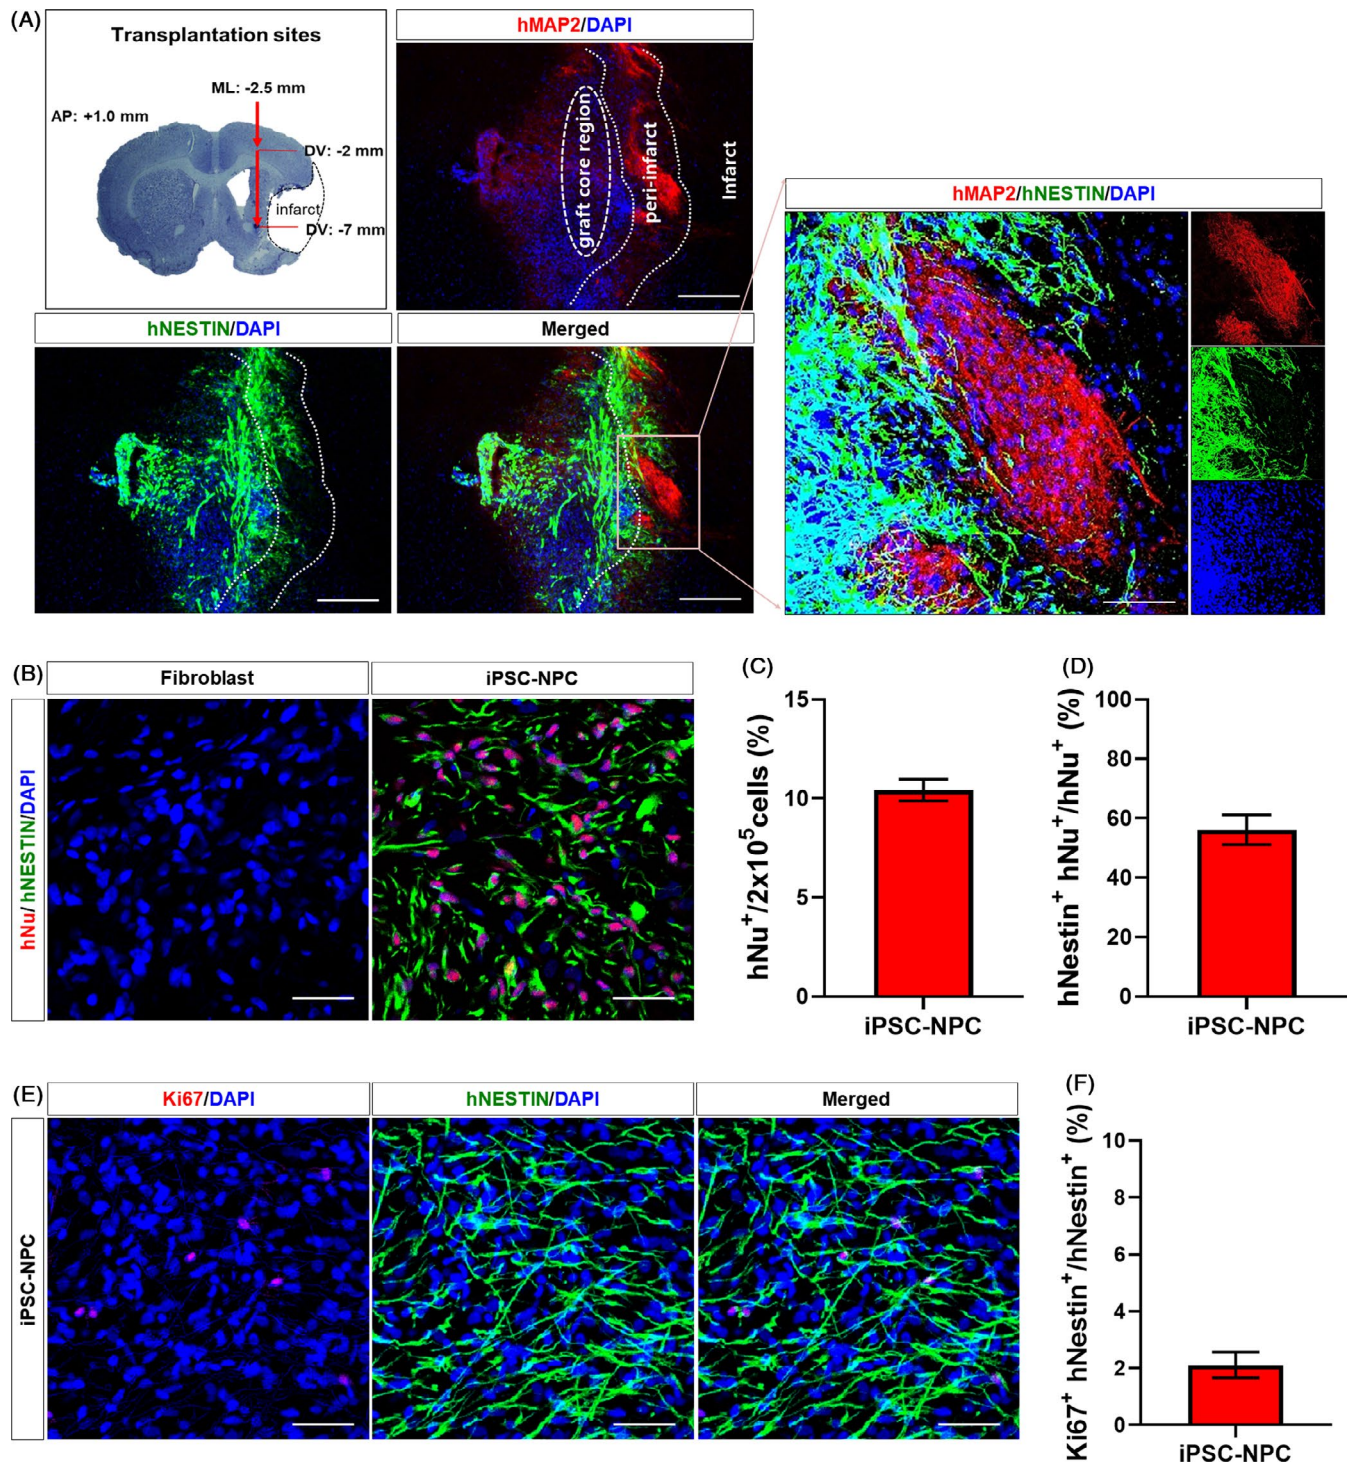 (A)
Transplantation sites
ML: -2.5 mm
AP: +1.0 mm
DV: -2 mm
infarct
DV: -7 mm
hMAP2/DAPI
graft core region
peri-infarct
Infarct
hMAP2/hNESTIN/DAPI
hNESTIN/DAPI
Merged
(B)
Fibroblast
iPSC-NPC
hNu/hNESTIN/DAPI
(C)
hNu⁺/2x10⁵cells (%)
15
10
5
0
iPSC-NPC
(D)
hNestin⁺ hNu⁺/hNu⁺ (%)
100
80
60
40
20
0
iPSC-NPC
(E)
Ki67/DAPI
hNESTIN/DAPI
Merged
iPSC-NPC
(F)
Ki67⁺ hNestin⁺/hNestin⁺ (%)
10
8
6
4
2
0
iPSC-NPC